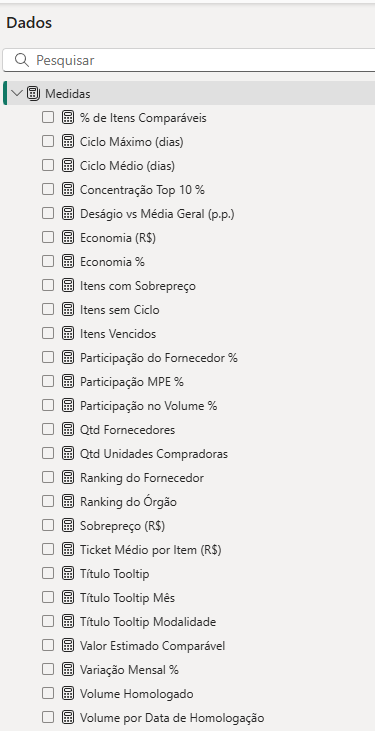 Dados
Pesquisar
Medidas
% de Itens Comparáveis
Ciclo Máximo (dias)
Ciclo Médio (dias)
Concentração Top 10 %
Deságio vs Média Geral (p.p.)
Economia (R$)
Economia %
Itens com Sobrepreço
Itens sem Ciclo
Itens Vencidos
Participação do Fornecedor %
Participação MPE %
Participação no Volume %
Qtd Fornecedores
Qtd Unidades Compradoras
Ranking do Fornecedor
Ranking do Órgão
Sobrepreço (R$)
Ticket Médio por Item (R$)
Título Tooltip
Título Tooltip Mês
Título Tooltip Modalidade
Valor Estimado Comparável
Variação Mensal %
Volume Homologado
Volume por Data de Homologação